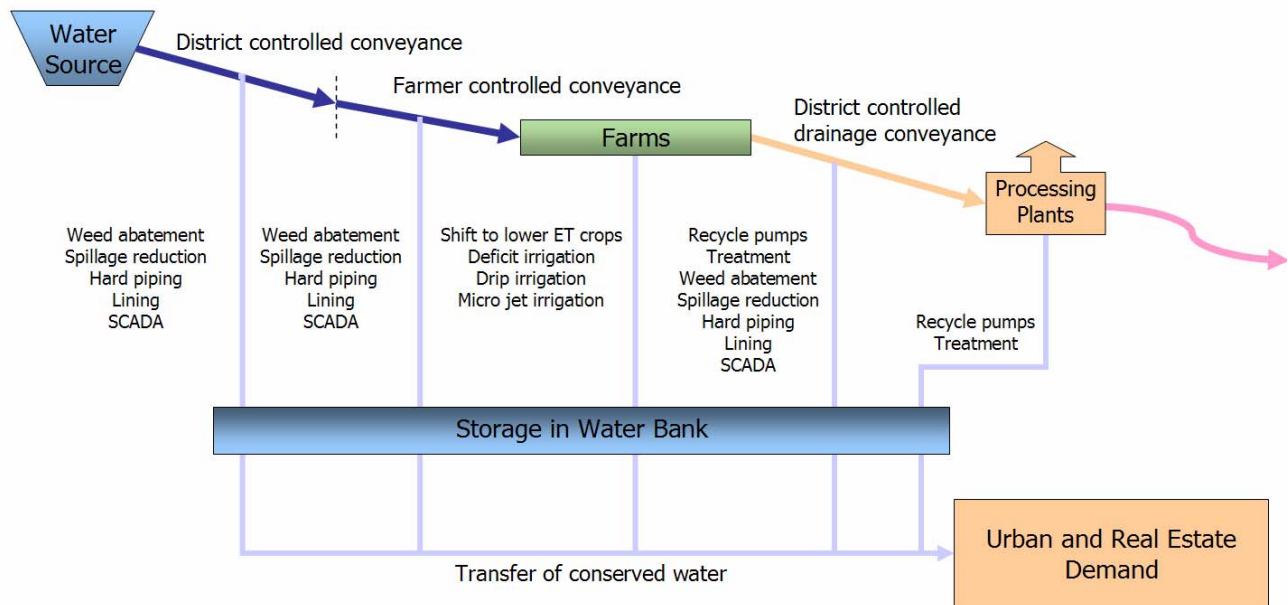 Water
Source
District controlled conveyance
Farmer controlled conveyance
District controlled
drainage conveyance
Farms
Processing
Plants
Weed abatement
Spillage reduction
Hard piping
Lining
SCADA
Weed abatement
Spillage reduction
Hard piping
Lining
SCADA
Shift to lower ET crops
Deficit irrigation
Drip irrigation
Micro jet irrigation
Recycle pumps
Treatment
Weed abatement
Spillage reduction
Hard piping
Lining
SCADA
Recycle pumps
Treatment
Storage in Water Bank
Transfer of conserved water
Urban and Real Estate
Demand